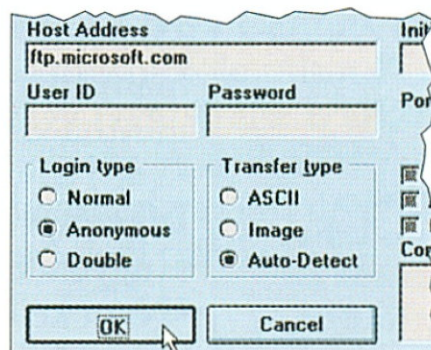 Host Address
ftp.microsoft.com
User ID Password
Login type
Normal
Anonymous
Double
Transfer type
ASCII
Image
Auto-Detect
OK Cancel